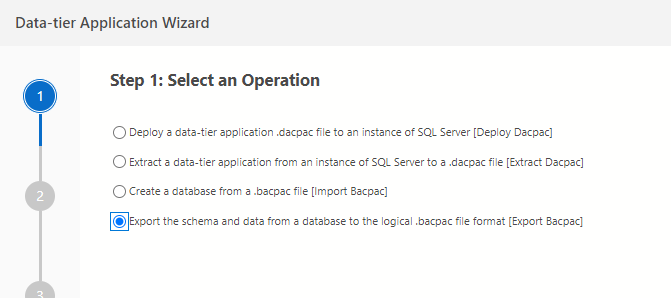 Data-tier Application Wizard
Step 1: Select an Operation
1
Deploy a data-tier application .dacpac file to an instance of SQL Server [Deploy Dacpac]
Extract a data-tier application from an instance of SQL Server to a .dacpac file [Extract Dacpac]
Create a database from a .bacpac file [Import Bacpac]
2
Export the schema and data from a database to the logical .bacpac file format [Export Bacpac]
3